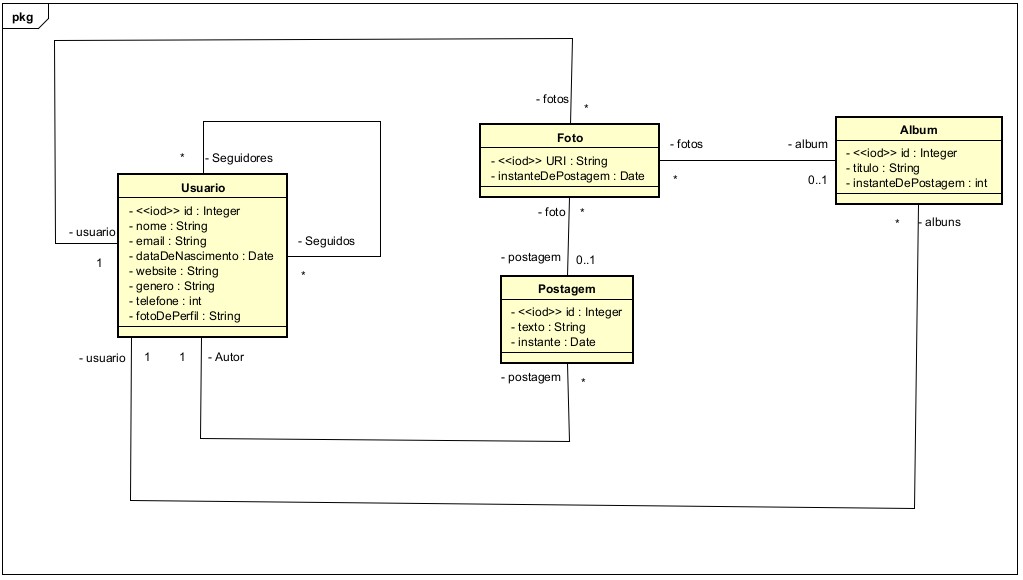 pkg
- fotos
*
Foto
- <<iod>> URI : String
- instanteDePostagem : Date
- fotos
*
- album
0..1
Album
- <<iod>> id : Integer
- titulo : String
- instanteDePostagem : int
*
- albuns
*
- Seguidores
Usuario
- <<iod>> id : Integer
- nome : String
- email : String
- dataDeNascimento : Date
- website : String
- genero : String
- telefone : int
- fotoDePerfil : String
- usuario
1
- Seguidos
*
- foto
*
- postagem
0..1
Postagem
- <<iod>> id : Integer
- texto : String
- instante : Date
- postagem
*
- usuario
1
1
- Autor